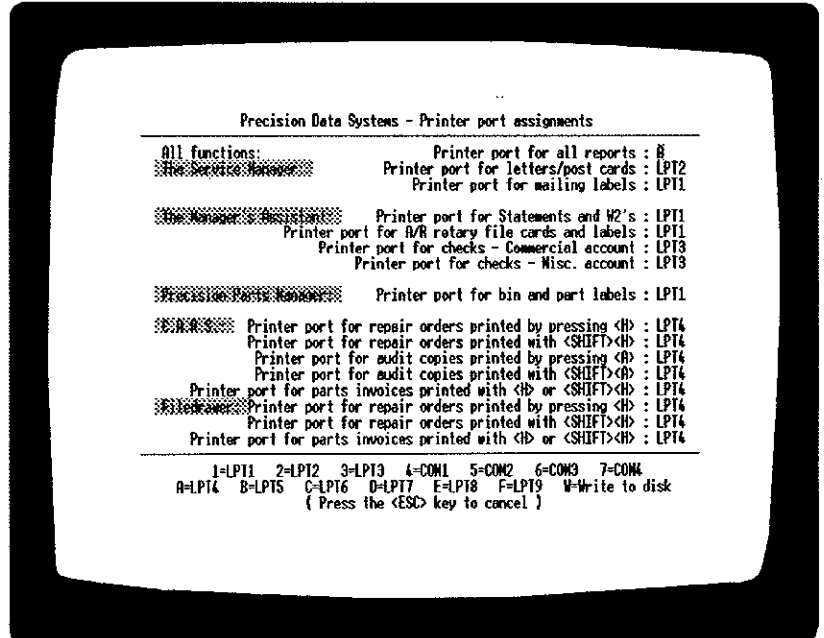 Precision Data Systems - Printer port assignments
All functions: Printer port for all reports : A
The Service Manager Printer port for letters/post cards : LPT2
Printer port for mailing labels : LPT1
The Manager's Assistant Printer port for Statements and W2's : LPT1
Printer port for A/R rotary file cards and labels : LPT1
Printer port for checks - Commercial account : LPT3
Printer port for checks - Misc. account : LPT3
Precision Parts Manager: Printer port for bin and part labels : LPT1
C.A.R.S. Printer port for repair orders printed by pressing <H> : LPT4
Printer port for repair orders printed with <SHIFT><H> : LPT4
Printer port for audit copies printed by pressing <A> : LPT4
Printer port for audit copies printed with <SHIFT><A> : LPT4
Printer port for parts invoices printed with <H> or <SHIFT><H> : LPT4
Filedrawer: Printer port for repair orders printed by pressing <H> : LPT4
Printer port for repair orders printed with <SHIFT><H> : LPT4
Printer port for parts invoices printed with <H> or <SHIFT><H> : LPT4
1=LPT1 2=LPT2 3=LPT3 4=COM1 5=COM2 6=COM3 7=COM4
A=LPT4 B=LPT5 C=LPT6 D=LPT7 E=LPT8 F=LPT9 W=Write to disk
( Press the <ESC> key to cancel )